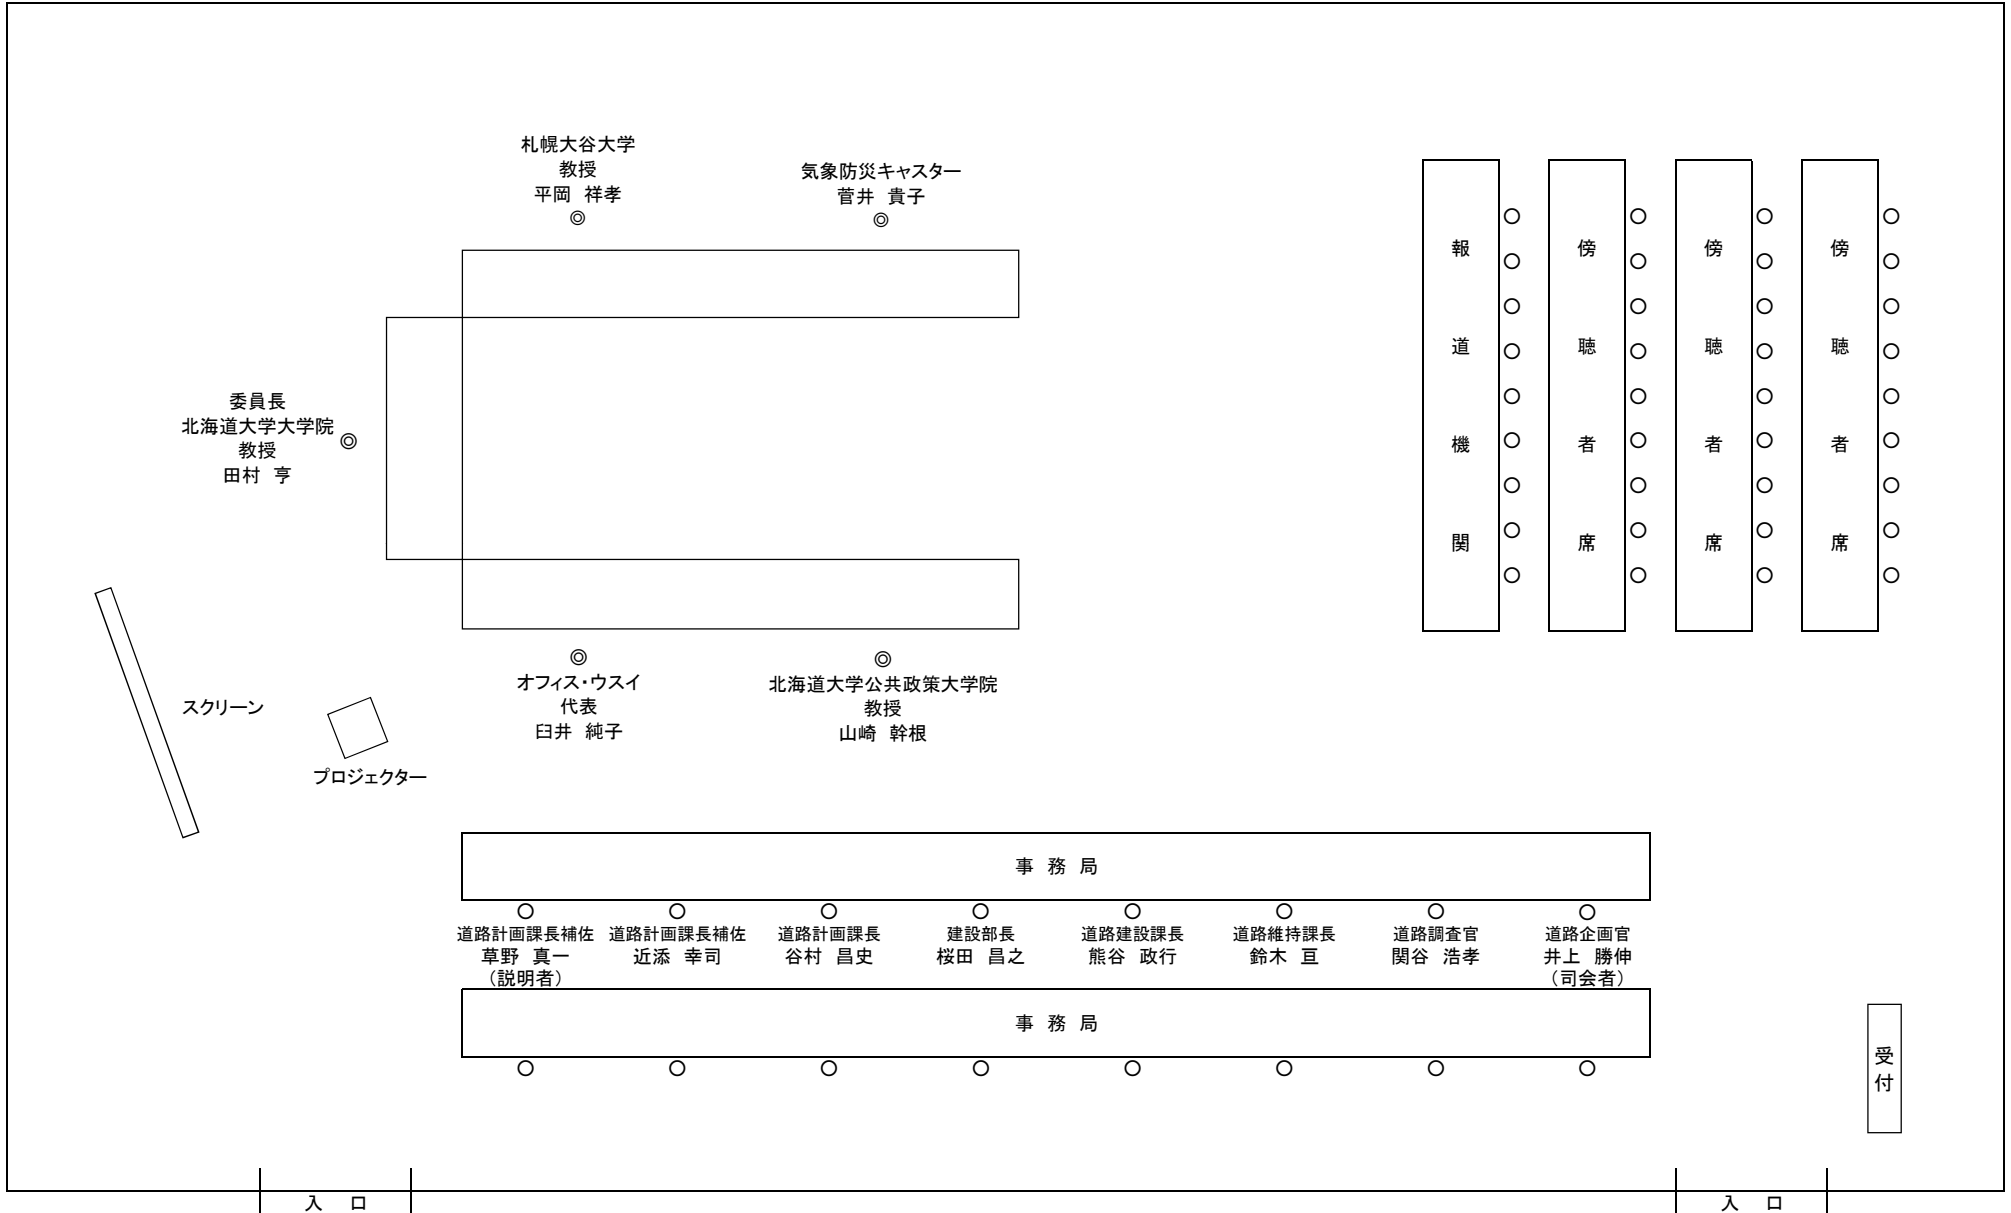 札幌大谷大学
教授
平岡 祥孝
◎
気象防災キャスター
菅井 貴子
◎
委員長
北海道大学大学院
教授
田村 亨
◎
オフィス・ウスイ
代表
臼井 純子
◎
北海道大学公共政策大学院
教授
山崎 幹根
◎
スクリーン
プロジェクター
報道機関
傍聴者席
傍聴者席
傍聴者席
事 務 局
道路計画課長補佐
草野 真一
（説明者）
道路計画課長補佐
近添 幸司
道路計画課長
谷村 昌史
建設部長
桜田 昌之
道路建設課長
熊谷 政行
道路維持課長
鈴木 亘
道路調査官
関谷 浩孝
道路企画官
井上 勝伸
（司会者）
事 務 局
受付
入 口
入 口